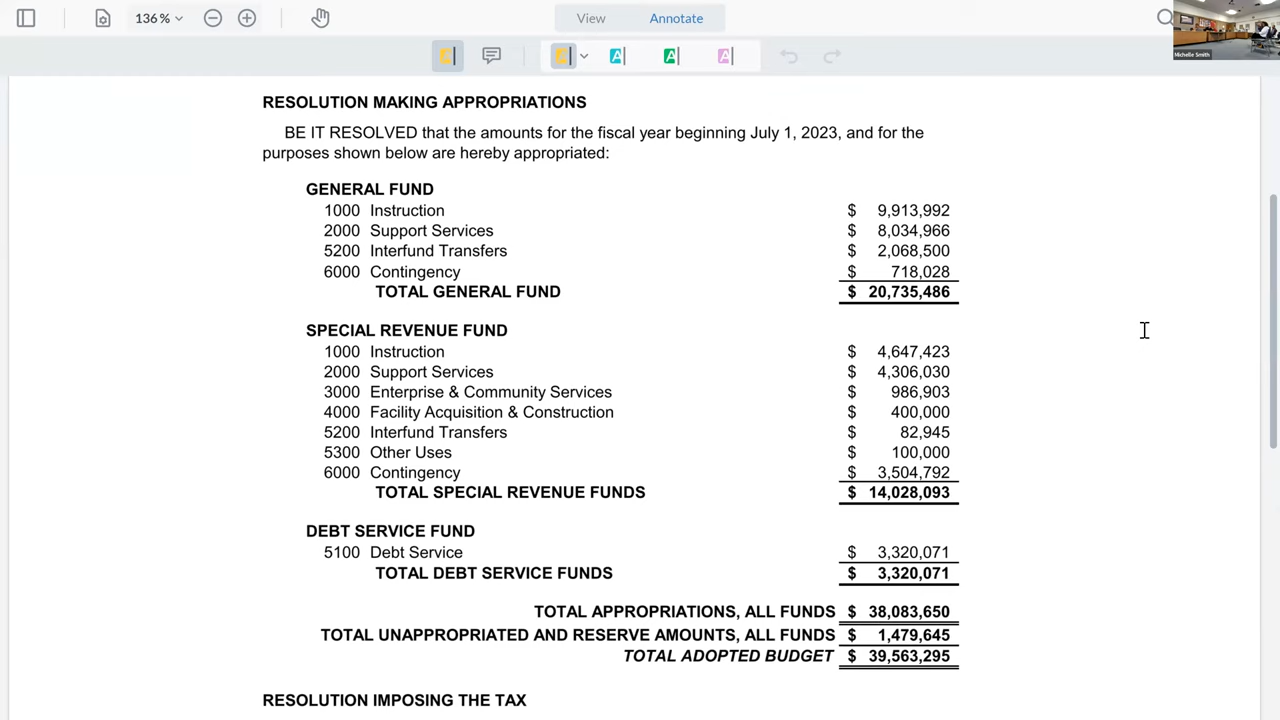 136 %
View
Annotate
Michelle Smith
RESOLUTION MAKING APPROPRIATIONS
BE IT RESOLVED that the amounts for the fiscal year beginning July 1, 2023, and for the
purposes shown below are hereby appropriated:
GENERAL FUND
1000 Instruction $ 9,913,992
2000 Support Services $ 8,034,966
5200 Interfund Transfers $ 2,068,500
6000 Contingency $ 718,028
TOTAL GENERAL FUND $ 20,735,486
SPECIAL REVENUE FUND
1000 Instruction $ 4,647,423
2000 Support Services $ 4,306,030
3000 Enterprise & Community Services $ 986,903
4000 Facility Acquisition & Construction $ 400,000
5200 Interfund Transfers $ 82,945
5300 Other Uses $ 100,000
6000 Contingency $ 3,504,792
TOTAL SPECIAL REVENUE FUNDS $ 14,028,093
DEBT SERVICE FUND
5100 Debt Service $ 3,320,071
TOTAL DEBT SERVICE FUNDS $ 3,320,071
TOTAL APPROPRIATIONS, ALL FUNDS $ 38,083,650
TOTAL UNAPPROPRIATED AND RESERVE AMOUNTS, ALL FUNDS $ 1,479,645
TOTAL ADOPTED BUDGET $ 39,563,295
RESOLUTION IMPOSING THE TAX